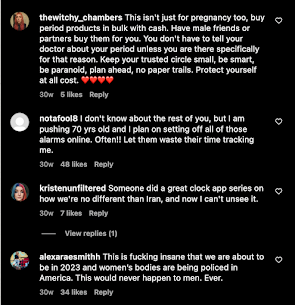 thewitchy_chambers This isn't just for pregnancy too, buy
period products in bulk with cash. Have male friends or
partners buy them for you. You don't have to tell your
doctor about your period unless you are there specifically
for that reason. Keep your trusted circle small, be smart,
be paranoid, plan ahead, no paper trails. Protect yourself
at all cost. ❤️❤️❤️❤️
30w 5 likes Reply
notafool8 I don't know about the rest of you, but I am
pushing 70 yrs old and I plan on setting off all of those
alarms online. Often!! Let them waste their time tracking
me.
30w 48 likes Reply
kristenunfiltered Someone did a great clock app series on
how we're no different than Iran, and now I can't unsee it.
30w 7 likes Reply
View replies (1)
alexaraesmithh This is fucking insane that we are about to
be in 2023 and women's bodies are being policed in
America. This would never happen to men. Ever.
30w 34 likes Reply